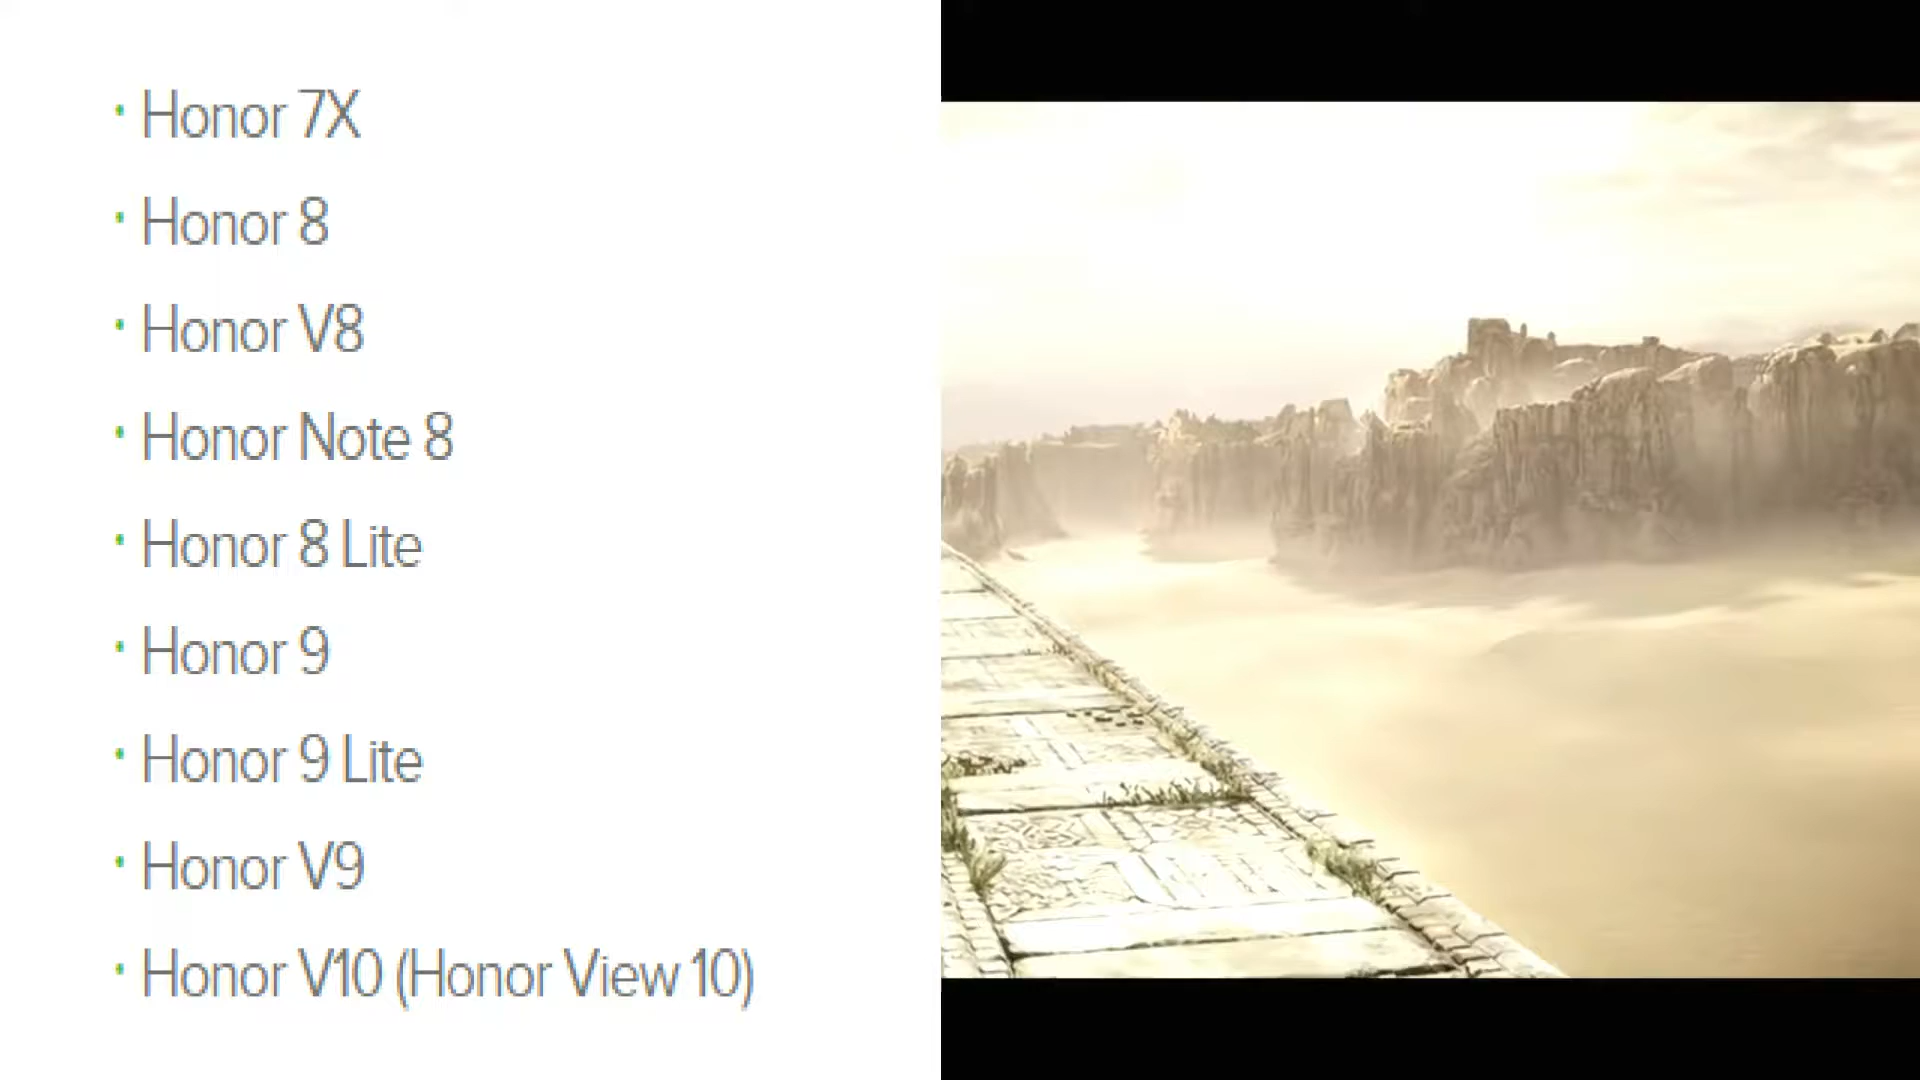 Honor 7X
Honor 8
Honor V8
Honor Note 8
Honor 8 Lite
Honor 9
Honor 9 Lite
Honor V9
Honor V10 (Honor View 10)